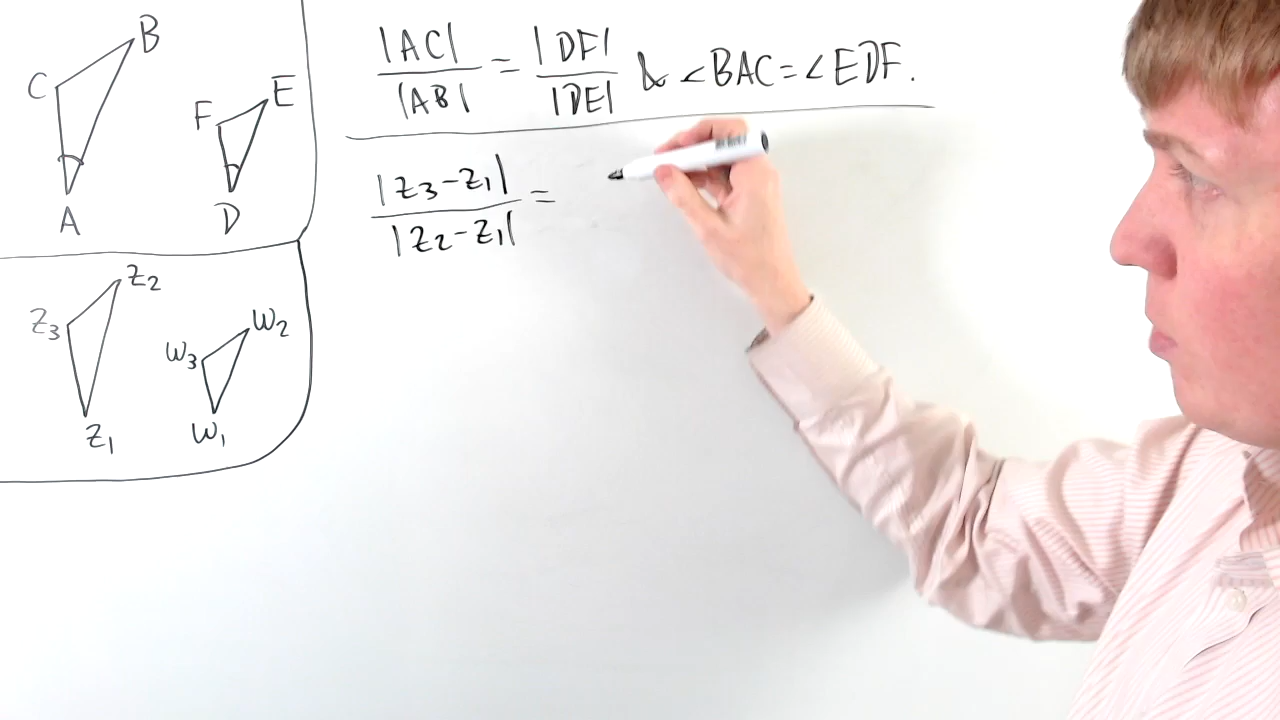 B
C
E
F
A
D
|AC| / |AB| = |DF| / |DE| & ∠BAC = ∠EDF.
z₂
z₃
w₂
w₃
z₁
w₁
|z₃-z₁| / |z₂-z₁| =